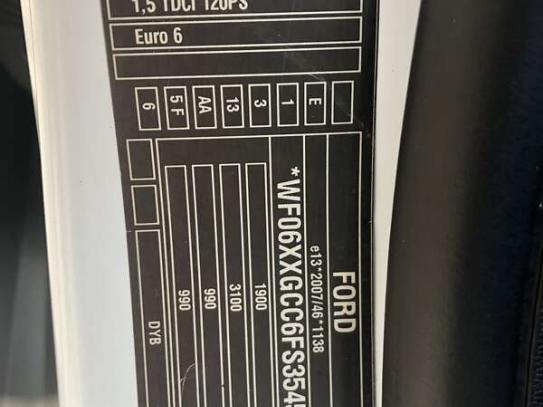 1,5 TDCi 120PS
Euro 6
6
5 F
AA
13
3
1
E
FORD
e13*2007/46*1138
*WF06XXGCC6FS354
1900
3100
990
990
DYB